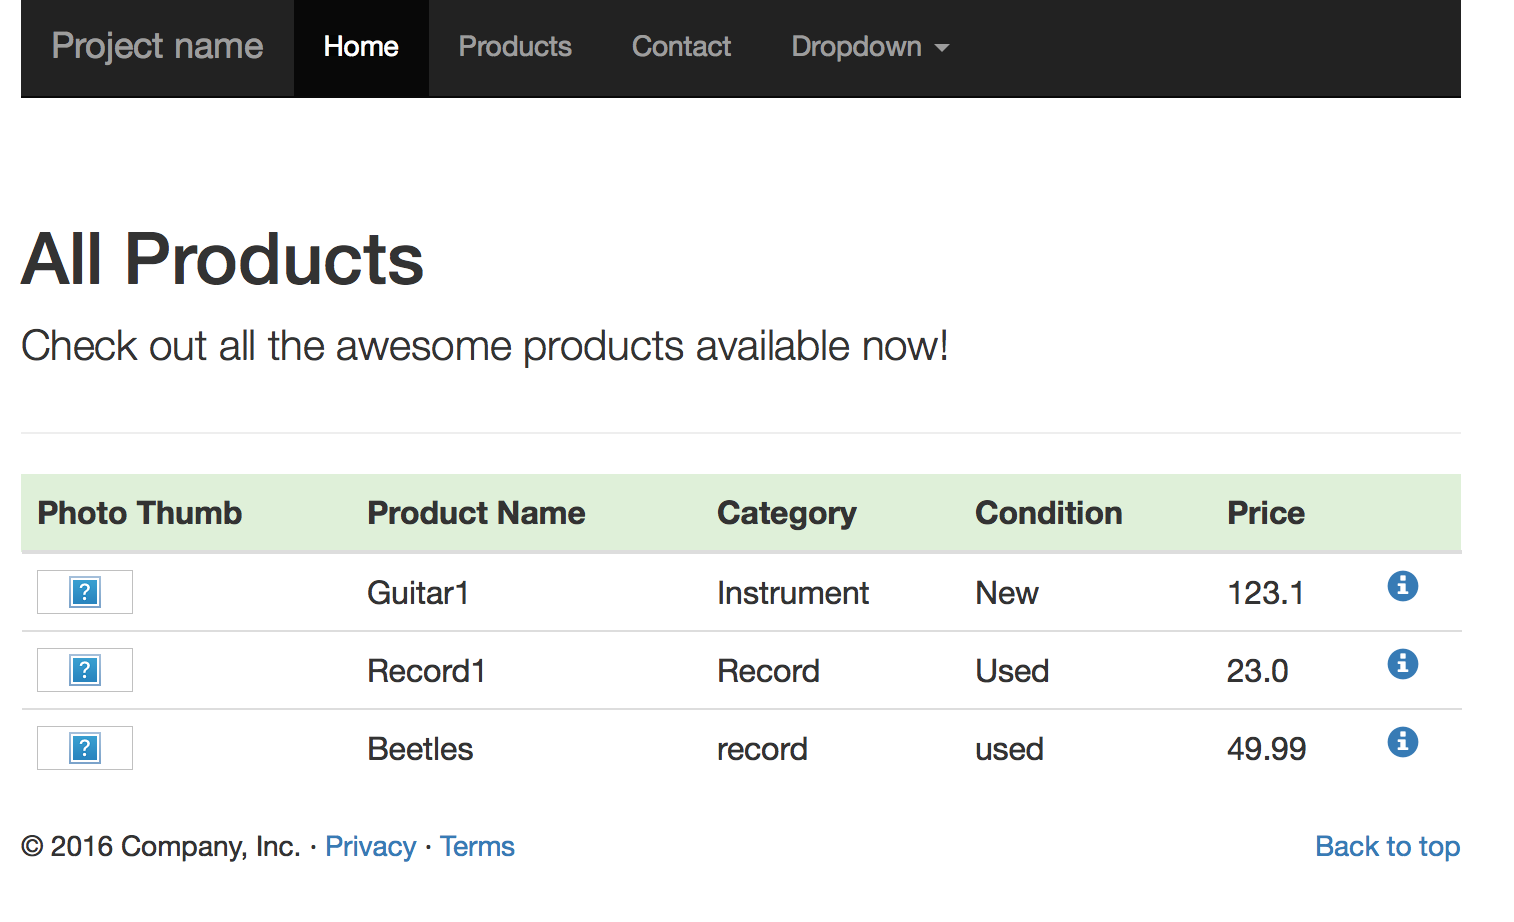 Project name Home Products Contact Dropdown
All Products
Check out all the awesome products available now!
Photo Thumb Product Name Category Condition Price
? Guitar1 Instrument New 123.1 i
? Record1 Record Used 23.0 i
? Beetles record used 49.99 i
© 2016 Company, Inc. · Privacy · Terms Back to top